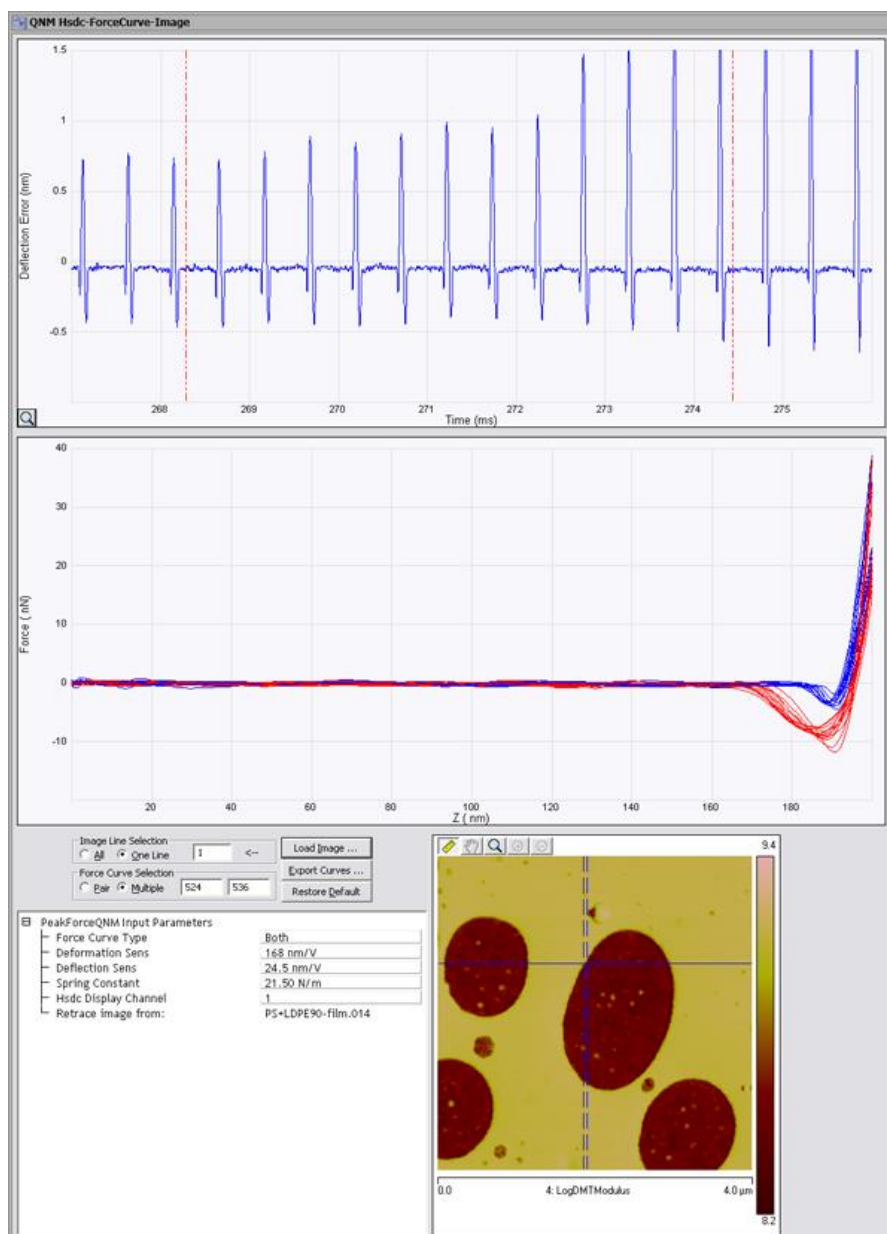 QNM Hsdc-ForceCurve-Image
1.5
1
0.5
0
-0.5
Deflection Error (nm)
268 269 270 271 272 273 274 275
Time (ms)
40
30
20
10
0
-10
Force ( nN)
20 40 60 80 100 120 140 160 180
Z ( nm)
Image Line Selection
All One Line 1 <-- Load Image ...
Force Curve Selection
Pair Multiple 524 536
Export Curves ...
Restore Default
PeakForceQNM Input Parameters
Force Curve Type Both
Deformation Sens 168 nm/V
Deflection Sens 24.5 nm/V
Spring Constant 21.50 N/m
Hsdc Display Channel 1
Retrace image from: PS+LDPE90-film.014
9.4
8.2
0.0 4: LogDMTModulus 4.0 µm